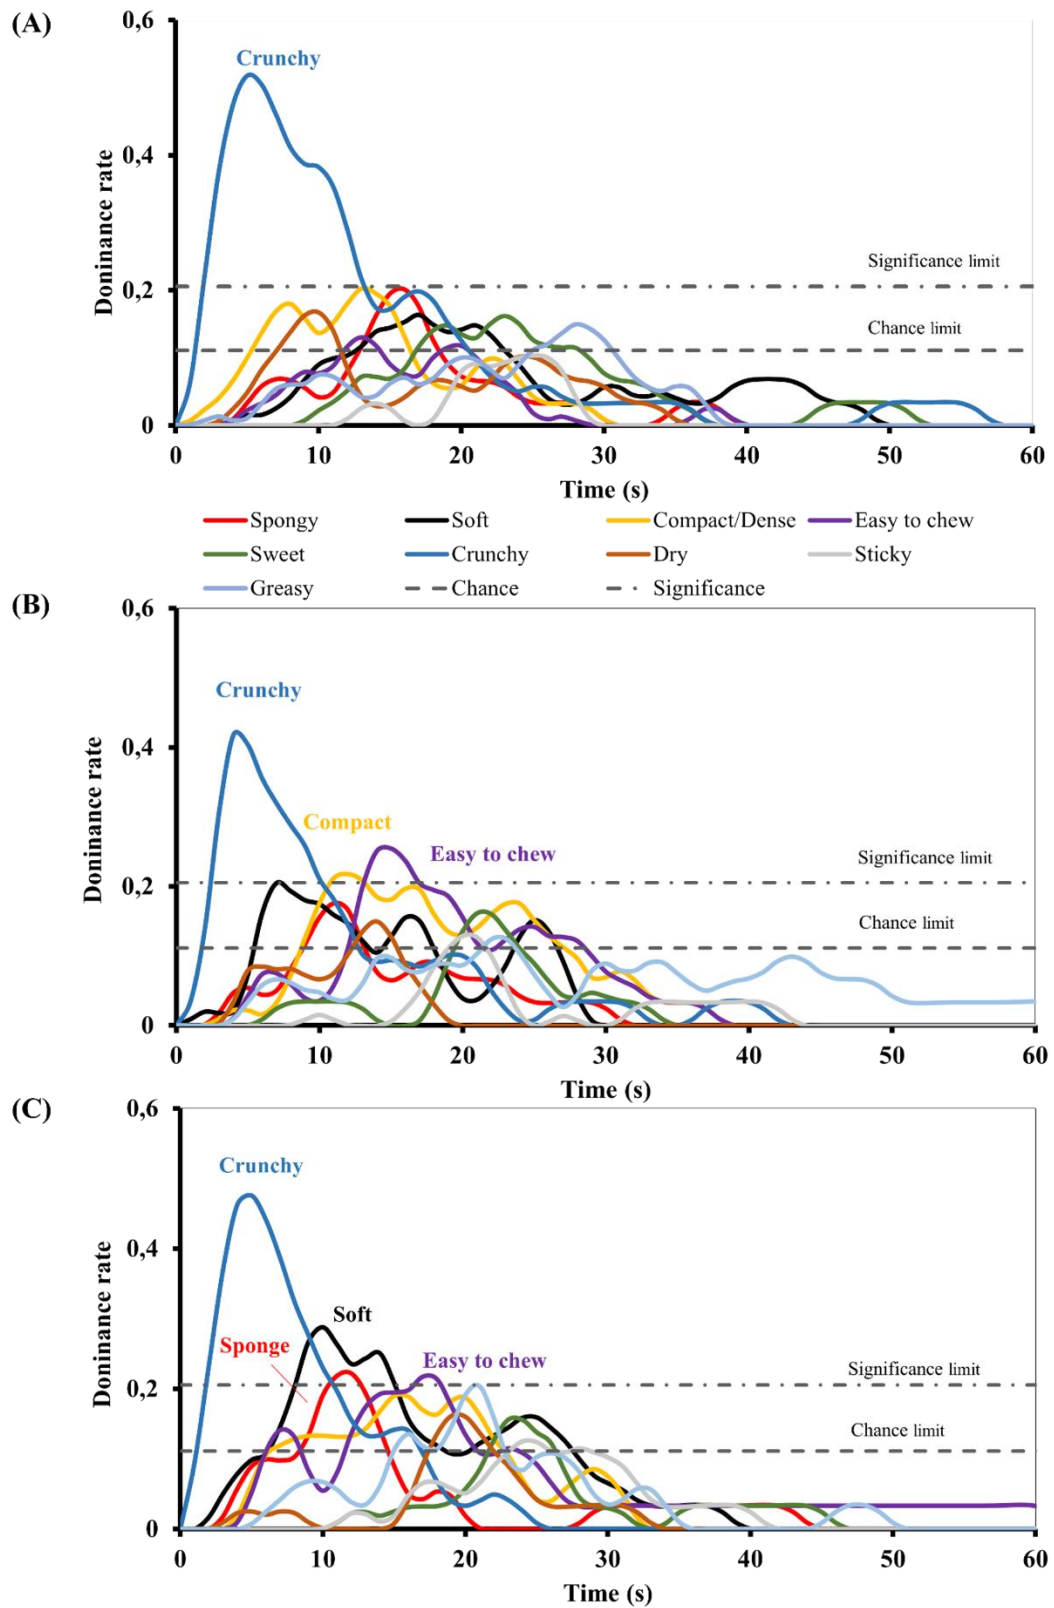 (A)
0,6
Crunchy
0,4
Doninance rate
Significance limit
0,2
Chance limit
0
0 10 20 30 40 50 60
Time (s)
Spongy Soft Compact/Dense Easy to chew
Sweet Crunchy Dry Sticky
Greasy Chance Significance
(B)
0,6
Crunchy
0,4
Doninance rate
Compact
Easy to chew
Significance limit
0,2
Chance limit
0
0 10 20 30 40 50 60
Time (s)
(C)
0,6
Crunchy
0,4
Doninance rate
Soft
Sponge
Easy to chew
Significance limit
0,2
Chance limit
0
0 10 20 30 40 50 60
Time (s)